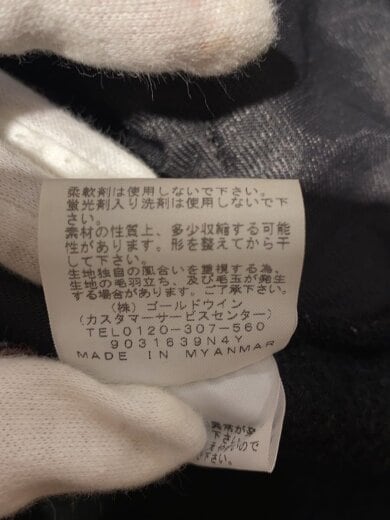 柔軟剤は使用しないで下さい。
蛍光剤入り洗剤は使用しないで下さい。
素材の性質上、多少収縮する可能
性があります。形を整えてから干
して下さい。
生地独自の風合いを重視する為、
生地の毛羽立ち、及び毛玉が発生
する場合があります。ご了承下さい。
(株)ゴールドウイン
(カスタマーサービスセンター)
TEL0120-307-560
9031639N4Y
MADE IN MYANMAR
下さい。
ので